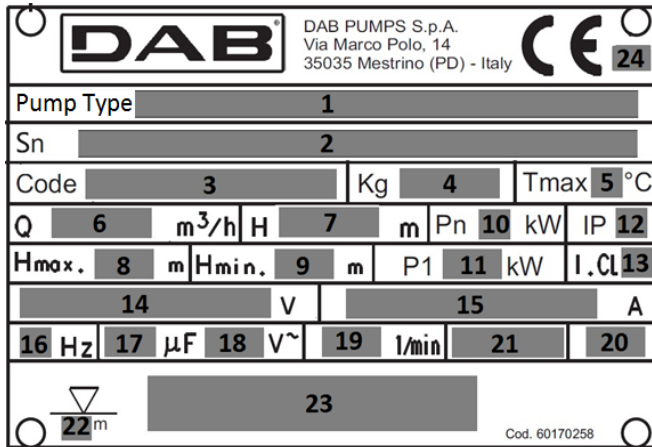 DAB
DAB PUMPS S.p.A.
Via Marco Polo, 14
35035 Mestrino (PD) - Italy
CE 24
Pump Type 1
Sn 2
Code 3 Kg 4 Tmax 5 °C
Q 6 m³/h H 7 m Pn 10 kW IP 12
Hmax. 8 m Hmin. 9 m P1 11 kW I.Cl 13
14 V 15 A
16 Hz 17 µF 18 V~ 19 1/min 21 20
22 m 23
Cod. 60170258